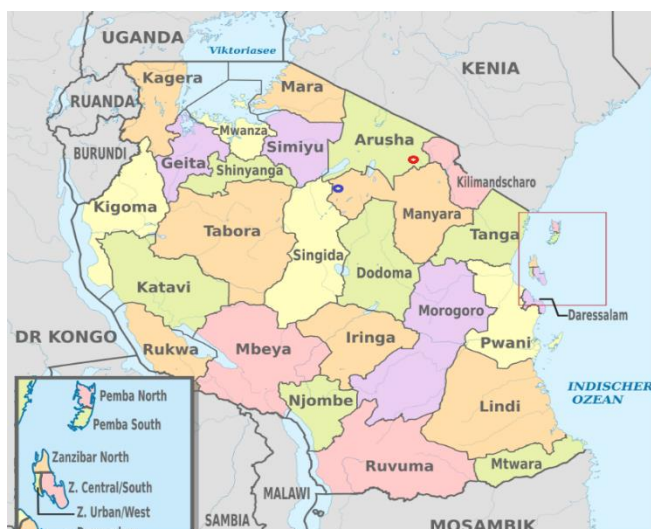 UGANDA
Viktoriasee
KENIA
Kagera
Mara
RUANDA
Mwanza
Arusha
BURUNDI
Geita
Simiyu
Shinyanga
Kilimandscharo
Kigoma
Manyara
Tabora
Tanga
Singida
Dodoma
Katavi
Morogoro
Daressalam
DR KONGO
Iringa
Pwani
Rukwa
Mbeya
INDISCHER
OZEAN
Pemba North
Njombe
Lindi
Pemba South
Zanzibar North
Ruvuma
Mtwara
Z. Central/South
MALAWI
Z. Urban/West
SAMBIA
MOSAMBIK